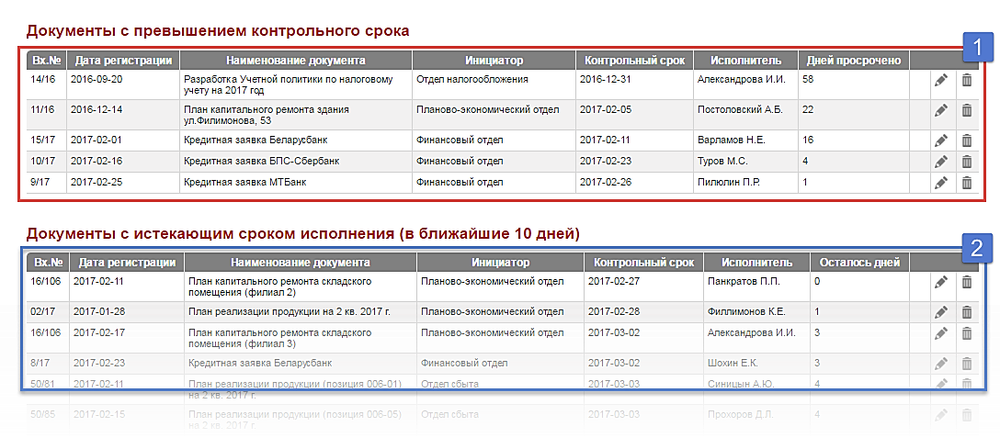 Документы с превышением контрольного срока
1
Вх.№ Дата регистрации Наименование документа Инициатор Контрольный срок Исполнитель Дней просрочено
14/16 2016-09-20 Разработка Учетной политики по налоговому Отдел налогообложения 2016-12-31 Александрова И.И. 58
учету на 2017 год
11/16 2016-12-14 План капитального ремонта здания Планово-экономический отдел 2017-02-05 Постоловский А.Б. 22
ул.Филимонова, 53
15/17 2017-02-01 Кредитная заявка Беларусбанк Финансовый отдел 2017-02-11 Варламов Н.Е. 16
10/17 2017-02-16 Кредитная заявка БПС-Сбербанк Финансовый отдел 2017-02-23 Туров М.С. 4
9/17 2017-02-25 Кредитная заявка МТБанк Финансовый отдел 2017-02-26 Пилюлин П.Р. 1
Документы с истекающим сроком исполнения (в ближайшие 10 дней)
2
Вх.№ Дата регистрации Наименование документа Инициатор Контрольный срок Исполнитель Осталось дней
16/106 2017-02-11 План капитального ремонта складского Планово-экономический отдел 2017-02-27 Панкратов П.П. 0
помещения (филиал 2)
02/17 2017-01-28 План реализации продукции на 2 кв. 2017 г. Планово-экономический отдел 2017-02-28 Филлимонов К.Е. 1
16/106 2017-02-17 План капитального ремонта складского Планово-экономический отдел 2017-03-02 Александрова И.И. 3
помещения (филиал 3)
8/17 2017-02-23 Кредитная заявка Беларусбанк Финансовый отдел 2017-03-02 Шохин Е.К. 3
50/81 2017-02-11 План реализации продукции (позиция 006-01) Отдел сбыта 2017-03-03 Синицын А.Ю. 4
на 2 кв. 2017 г.
50/85 2017-02-15 План реализации продукции (позиция 006-05) Отдел сбыта 2017-03-03 Прохоров Д.Л. 4
на 2 кв. 2017 г.